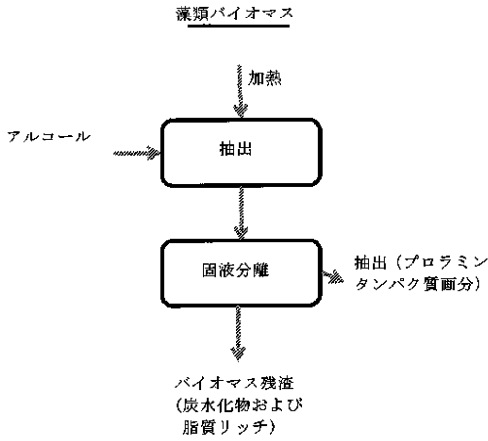 藻類バイオマス
加熱
アルコール
抽出
固液分離
抽出（プロラミン
タンパク質画分）
バイオマス残渣
（炭水化物および
脂質リッチ）